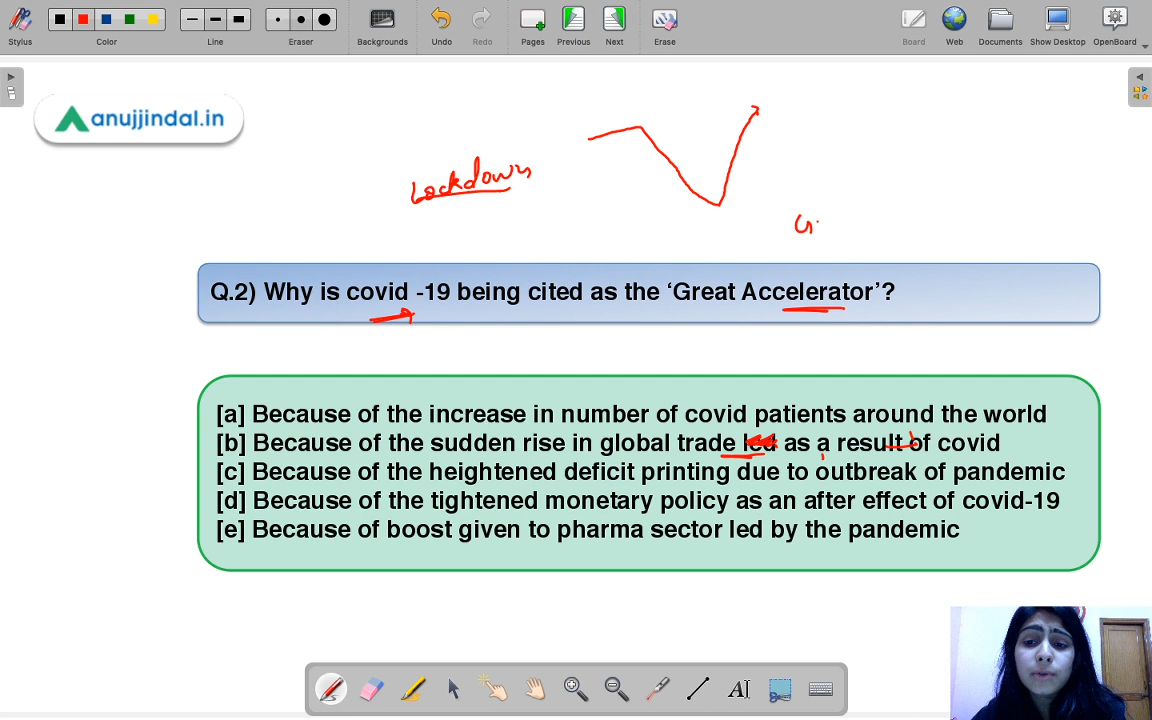 Stylus
Color
Line
Eraser
Backgrounds
Undo
Redo
Pages
Previous
Next
Erase
Board
Web
Documents
Show Desktop
OpenBoard
anujjindal.in
Lockdown
Q.2) Why is covid -19 being cited as the ‘Great Accelerator’?
[a] Because of the increase in number of covid patients around the world
[b] Because of the sudden rise in global trade led as a result of covid
[c] Because of the heightened deficit printing due to outbreak of pandemic
[d] Because of the tightened monetary policy as an after effect of covid-19
[e] Because of boost given to pharma sector led by the pandemic
AI